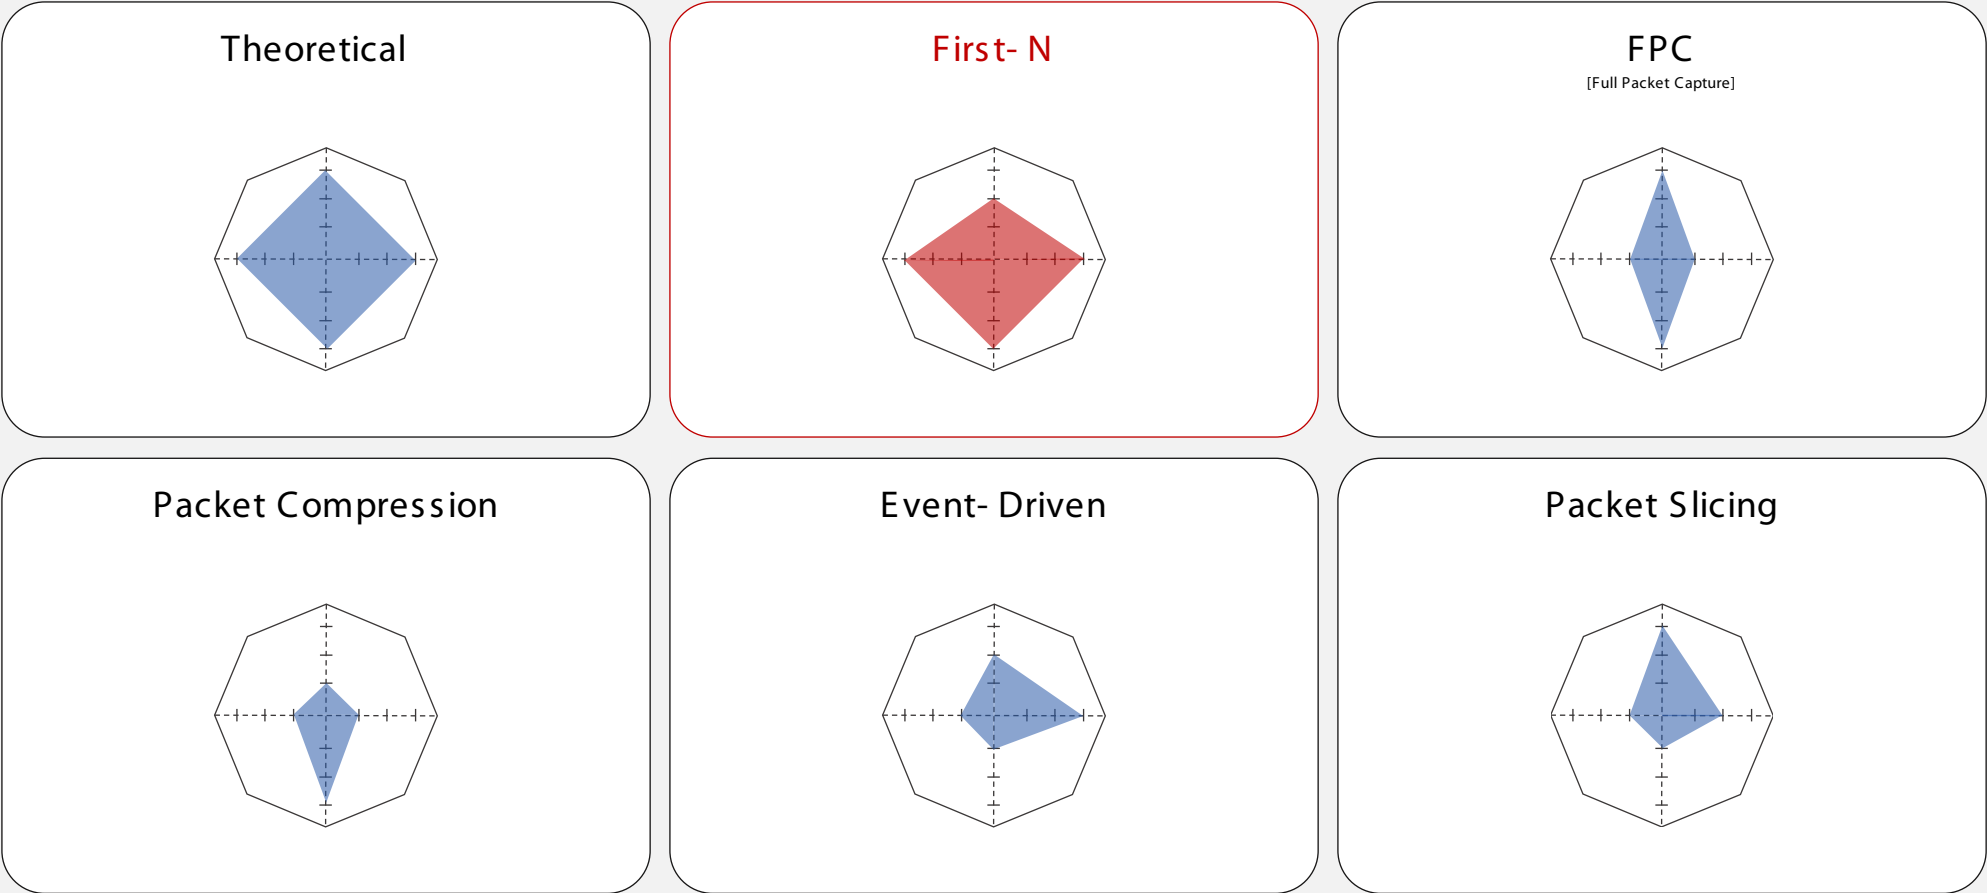 Theoretical
First- N
FPC
[Full Packet Capture]
Packet Compression
Event- Driven
Packet Slicing